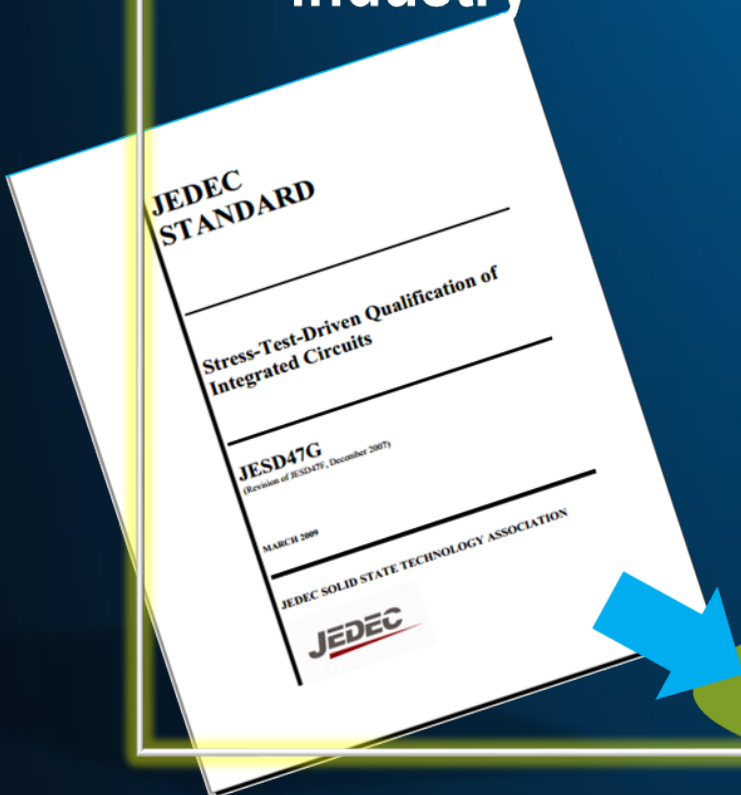 Industry
JEDEC
STANDARD
Stress-Test-Driven Qualification of
Integrated Circuits
JESD47G
(Revision of JESD47F, December 2007)
MARCH 2009
JEDEC SOLID STATE TECHNOLOGY ASSOCIATION
JEDEC